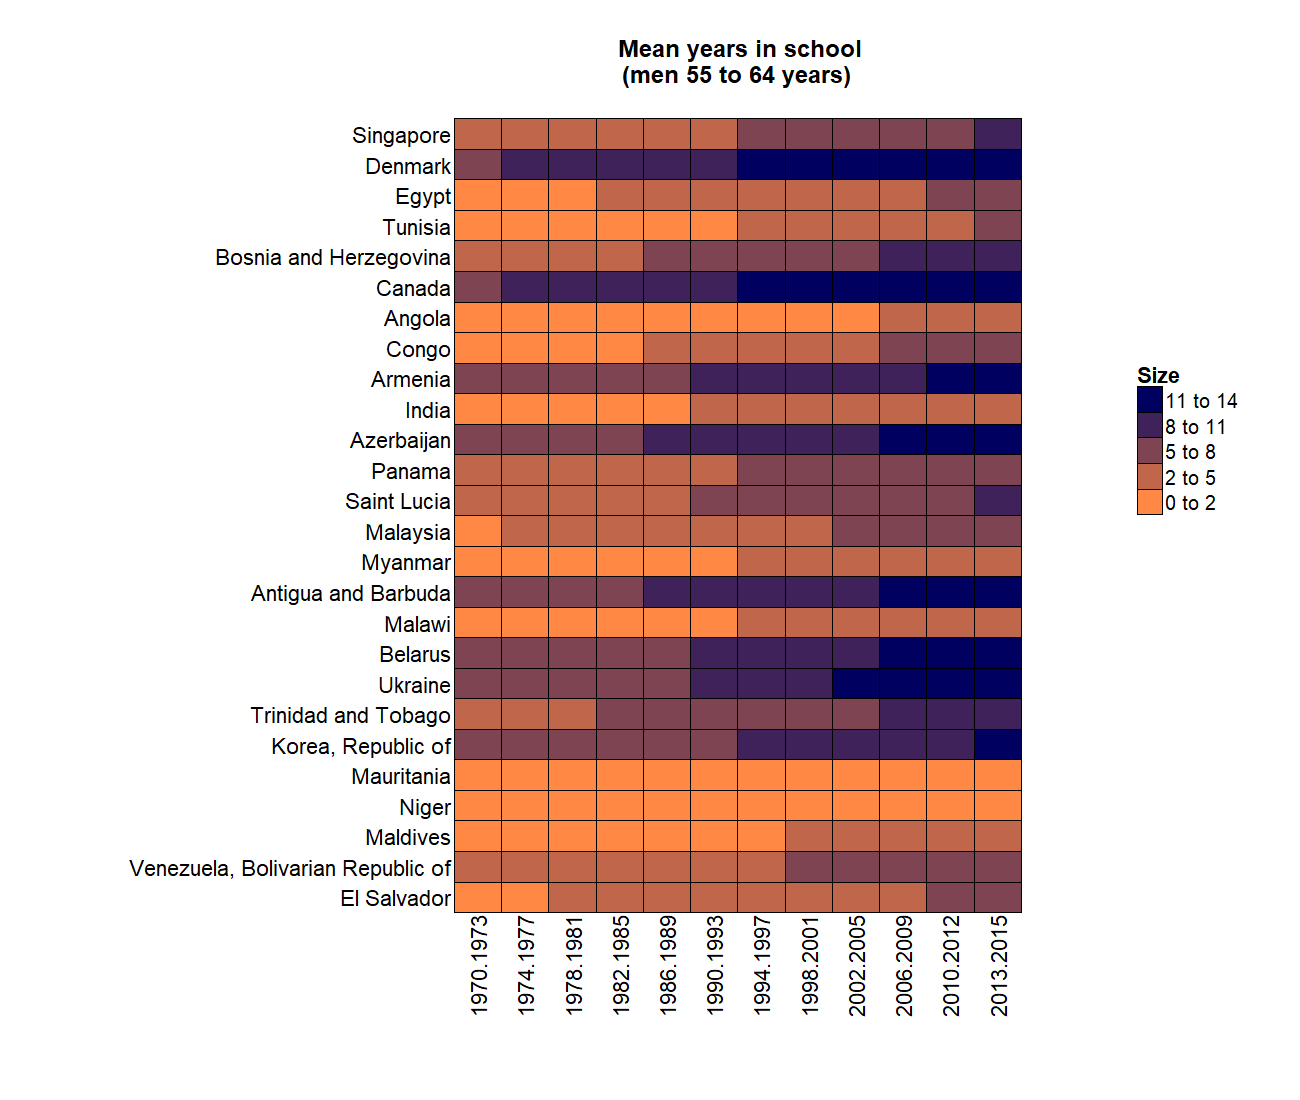 Mean years in school
(men 55 to 64 years)
Singapore
Denmark
Egypt
Tunisia
Bosnia and Herzegovina
Canada
Angola
Congo
Armenia
India
Azerbaijan
Panama
Saint Lucia
Malaysia
Myanmar
Antigua and Barbuda
Malawi
Belarus
Ukraine
Trinidad and Tobago
Korea, Republic of
Mauritania
Niger
Maldives
Venezuela, Bolivarian Republic of
El Salvador
1970.1973
1974.1977
1978.1981
1982.1985
1986.1989
1990.1993
1994.1997
1998.2001
2002.2005
2006.2009
2010.2012
2013.2015
Size
11 to 14
8 to 11
5 to 8
2 to 5
0 to 2